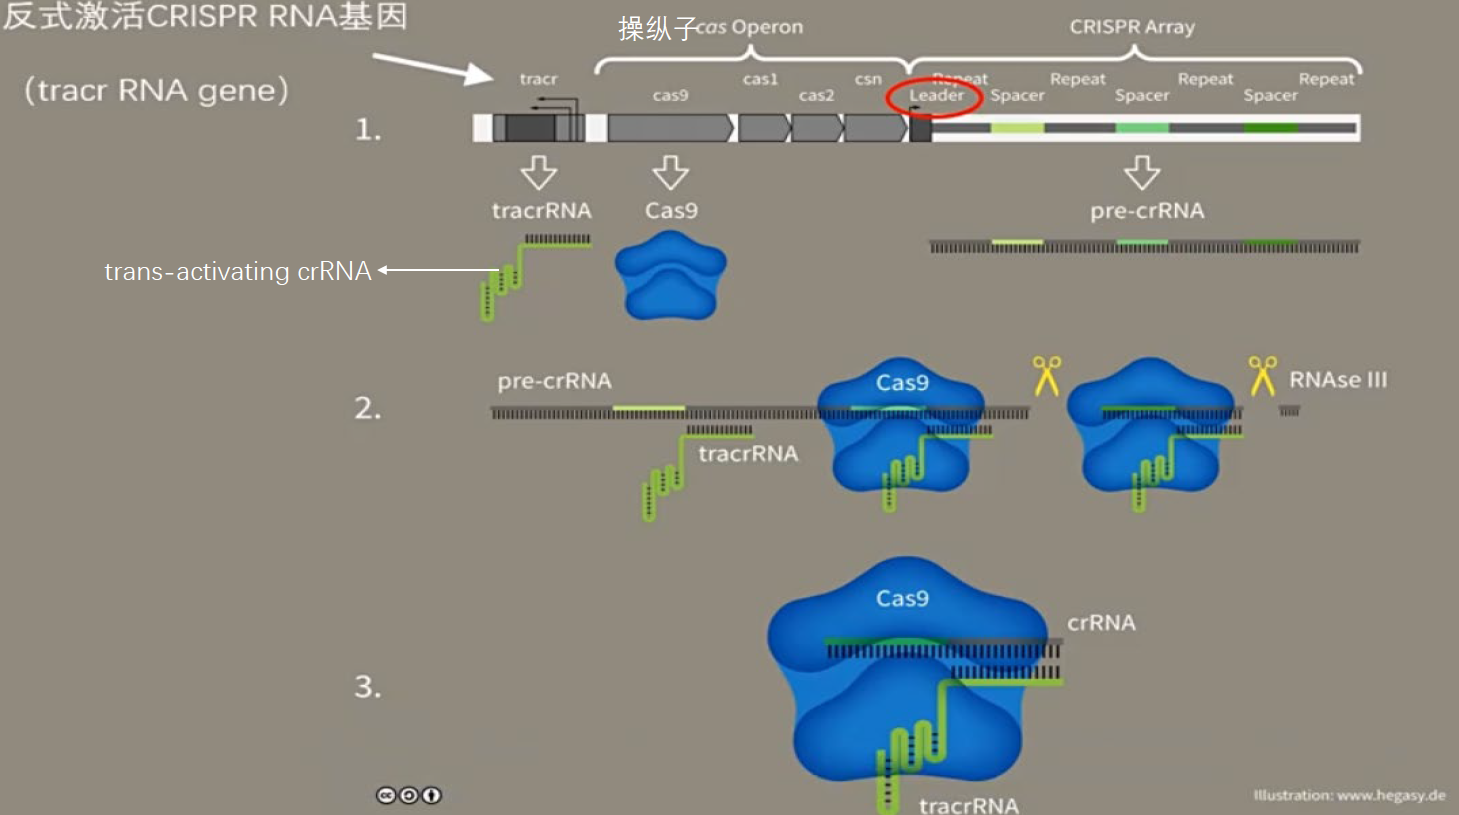 反式激活CRISPR RNA基因
(tracr RNA gene)
操纵子cas Operon
CRISPR Array
tracr
cas9
cas1
cas2
csn
Repeat
Leader
Spacer
Repeat
Spacer
Repeat
Spacer
Repeat
1.
tracrRNA
Cas9
pre-crRNA
trans-activating crRNA
2.
pre-crRNA
tracrRNA
Cas9
RNAse III
3.
Cas9
crRNA
tracrRNA
cc
Illustration: www.hegasy.de